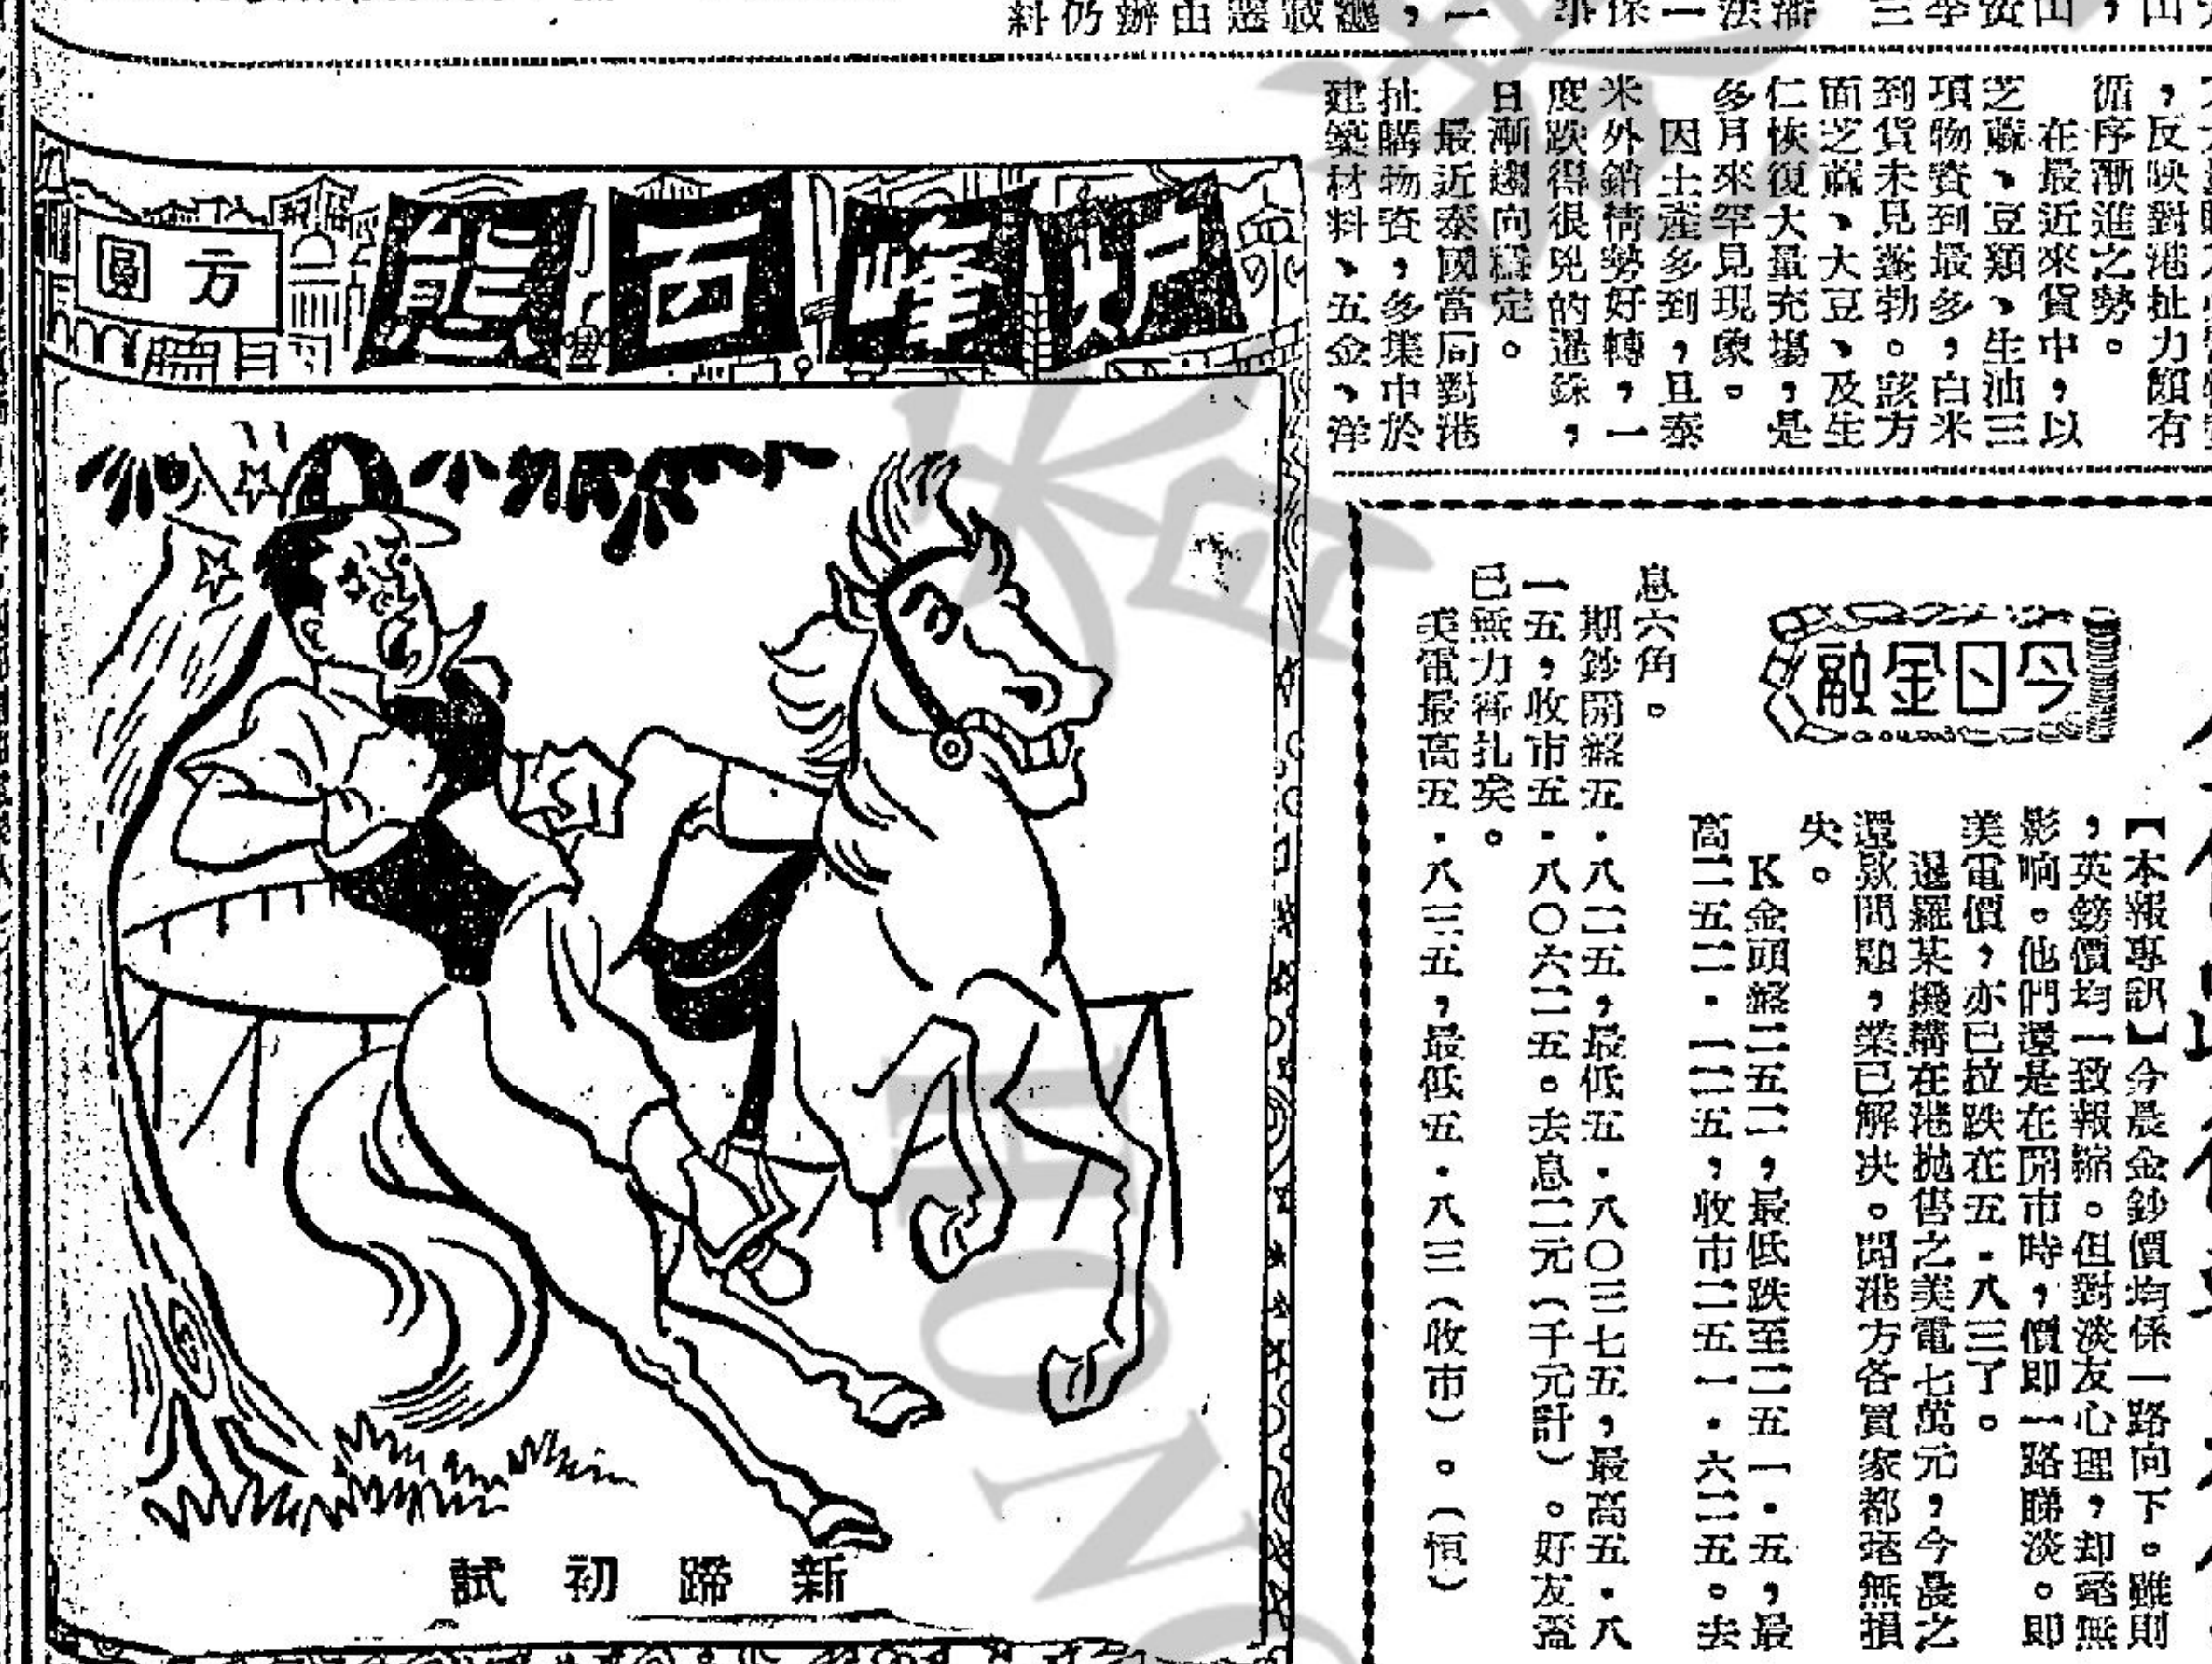 料仍辦由
循序漸進之勢。
在最近來貨中，以
芝蔴、豆類、生油三
項物資到最多，白米
到貨未見蓬勃。該方
面芝蔴、大豆、及生
仁恢復大量充塲，是
多月來罕見現象。
因土產多到，且泰
米外銷情勢好轉，一
度跌得很兇的暹銖，
日漸趨向穩定。
最近泰國當局對港
扯購物資，多集中於
建築材料、五金、洋
爐峰百態
方圓
新蹄初試
今日金融
【本報專訊】今晨金鈔價均係一路向下。雖則
，英鎊價均一致報縮。但對淡友心理，却毫無
影响。他們還是在開市時，價即一路睇淡。即
美電價，亦已拉跌在五·八三了。
暹羅某機構在港拋售之美電七萬元，今晨之
還欵問題，業已解决。聞港方各買家都毫無損
失。
K金頭盤二五二，最低跌至二五一·五，最
高二五二·一二五，收市二五一·六二五。去
息六角。
期鈔開盤五·八二五，最低五·八〇三七五，最高五·八
一五，收市五·八〇六二五。去息二元（千元計）。好友
已無力
美電最高五·八三五，最低五·八三（收市）。（恒）